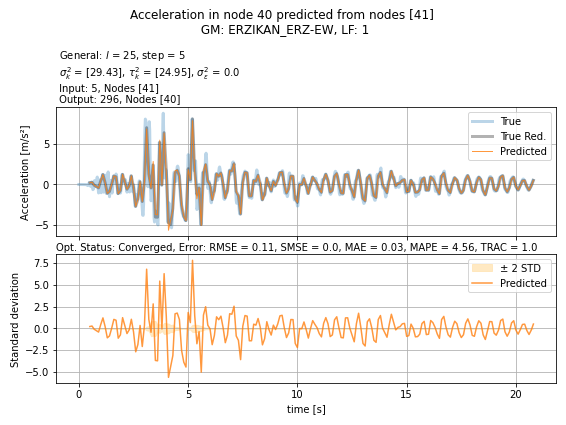 Acceleration in node 40 predicted from nodes [41]
GM: ERZIKAN_ERZ-EW, LF: 1
General: l = 25, step = 5
σ²ₖ = [29.43], τ²ₖ = [24.95], σ²ε = 0.0
Input: 5, Nodes [41]
Output: 296, Nodes [40]
Acceleration [m/s²]
5
0
−5
True
True Red.
Predicted
Opt. Status: Converged, Error: RMSE = 0.11, SMSE = 0.0, MAE = 0.03, MAPE = 4.56, TRAC = 1.0
Standard deviation
7.5
5.0
2.5
0.0
−2.5
−5.0
± 2 STD
Predicted
0 5 10 15 20
time [s]